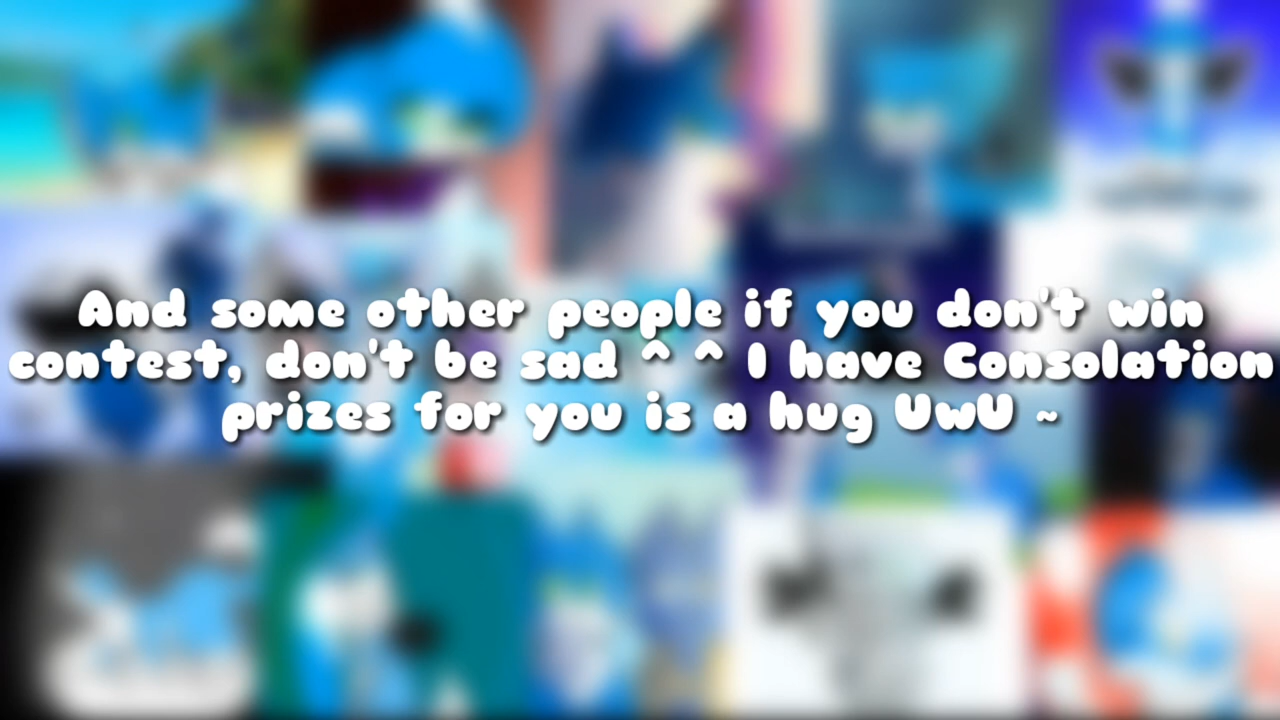 And some other people if you don't win
contest, don't be sad ^ ^ I have Consolation
prizes for you is a hug UwU ~